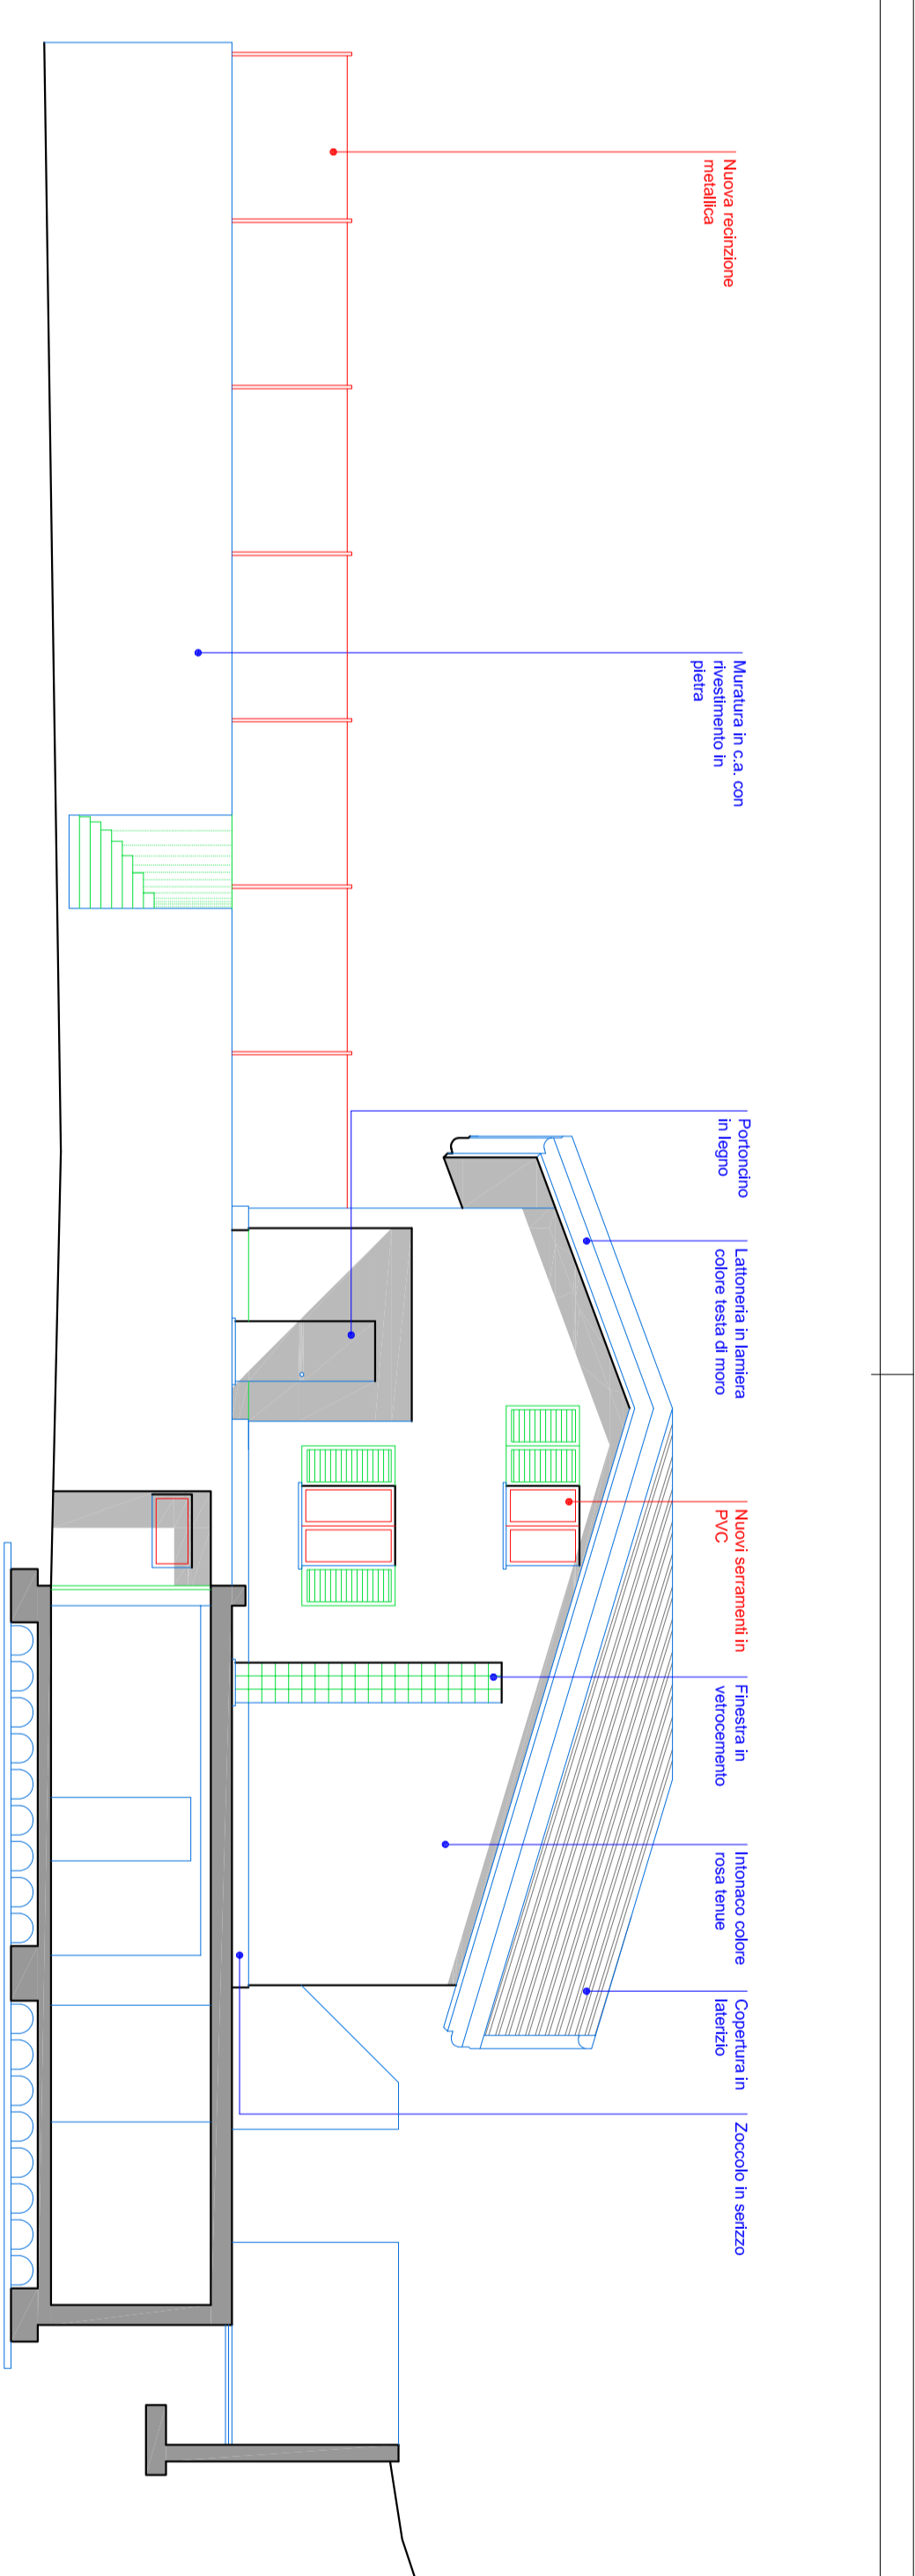 Nuova recinzione
metallica
Muratura in c.a. con
rivestimento in
pietra
Portoncino
in legno
Lattoneria in lamiera
colore testa di moro
Nuovi serramenti in
PVC
Finestra in
vetrocemento
Intonaco colore
rosa tenue
Copertura in
laterizio
Zoccolo in serizzo